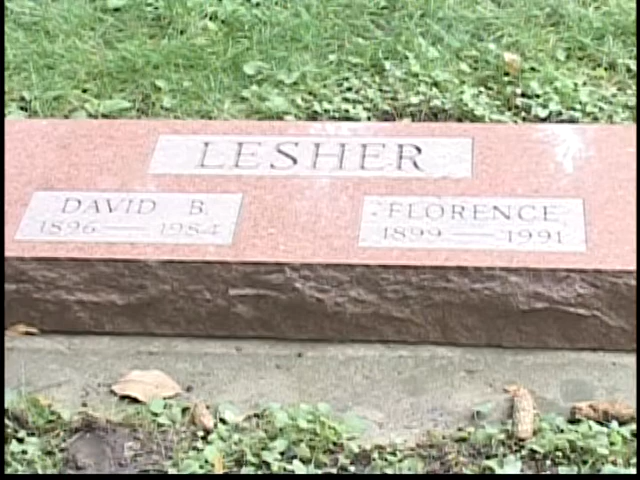 LESHER
DAVID B.
1896 — 1984
FLORENCE
1899 — 1991